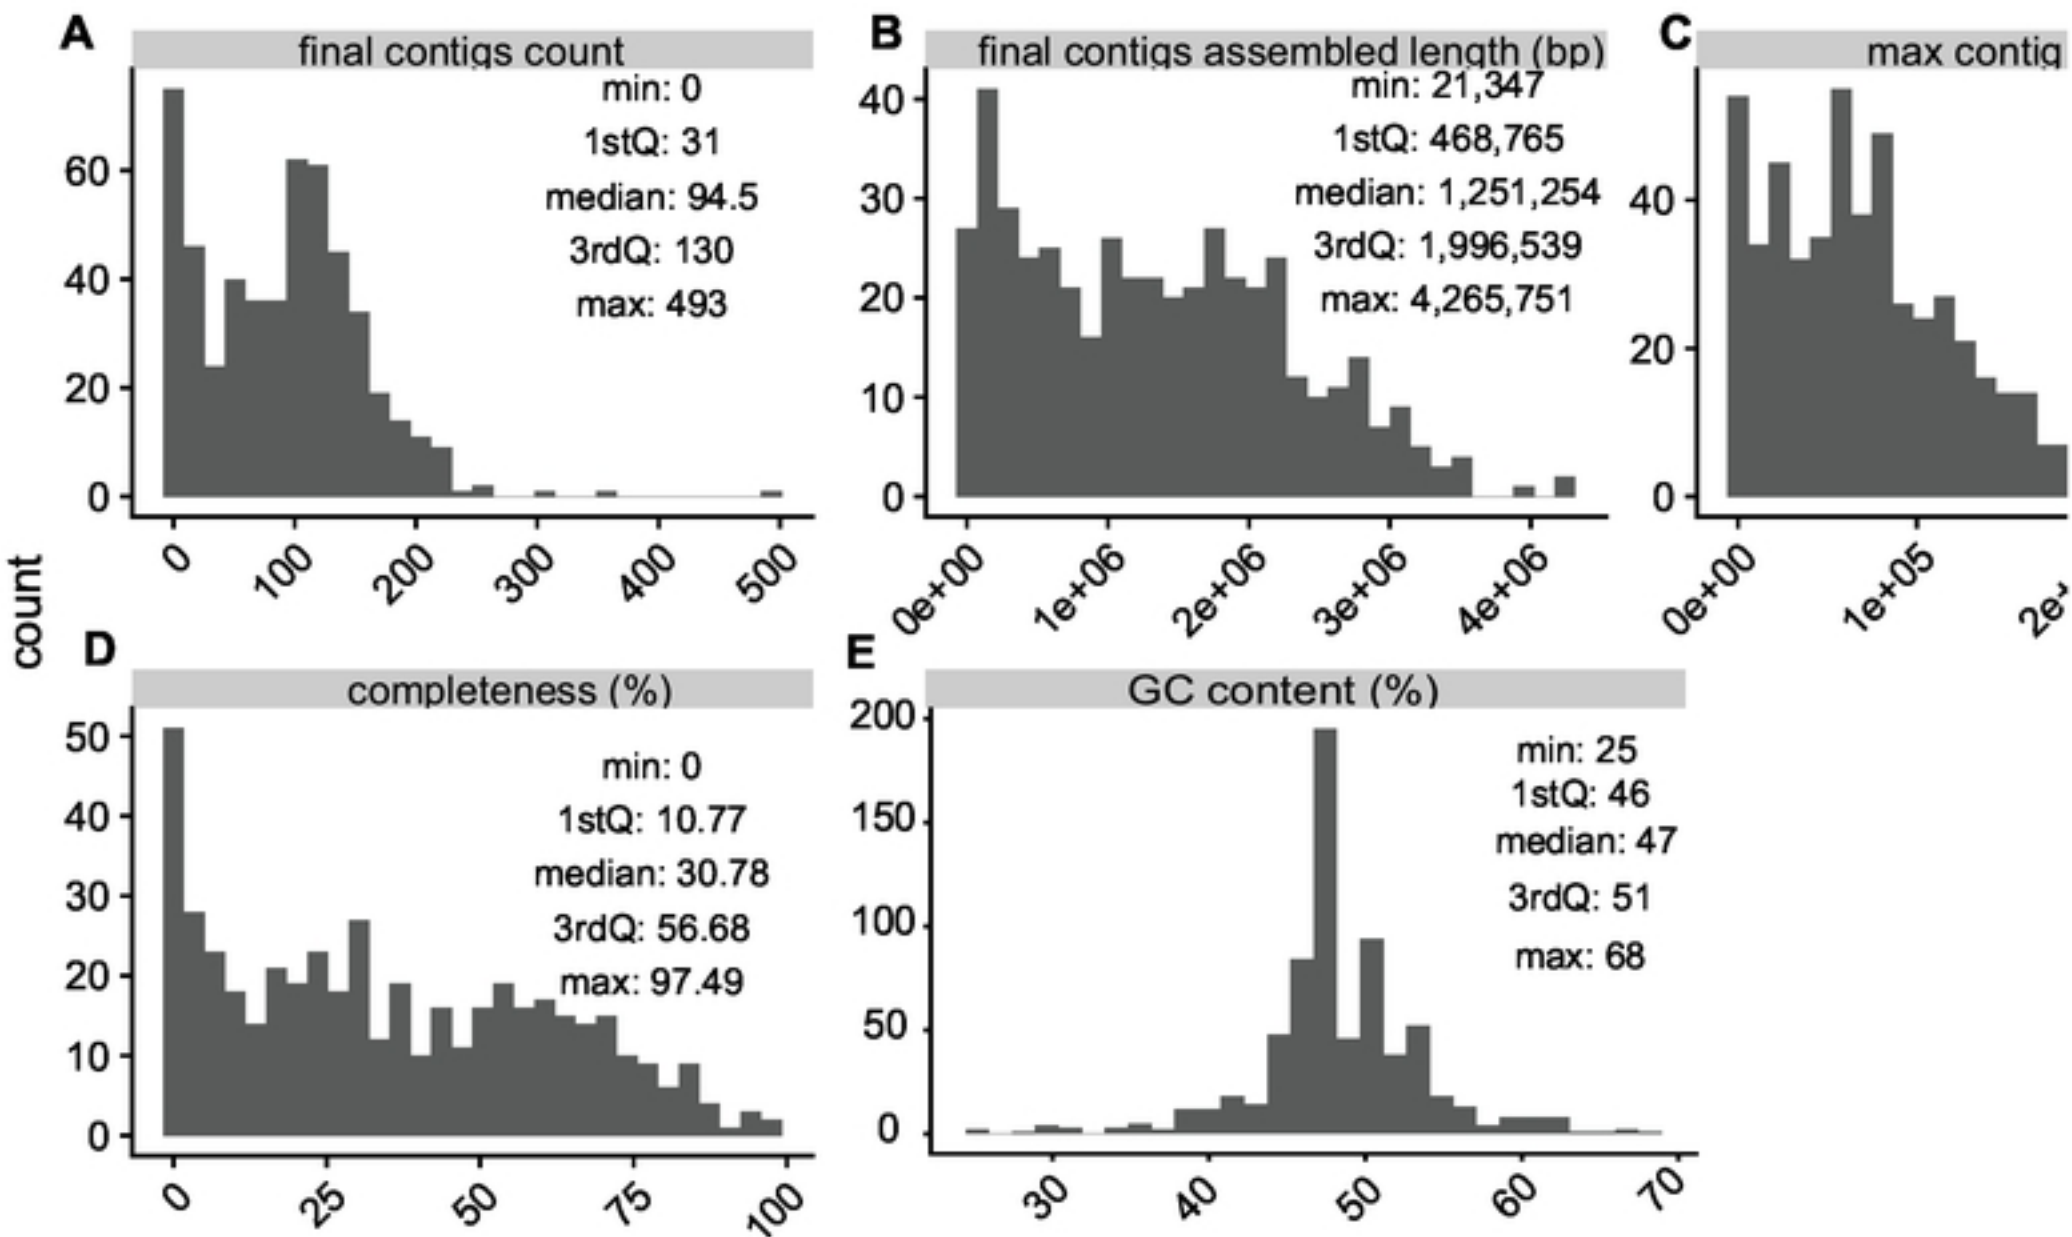 A
final contigs count
min: 0
1stQ: 31
median: 94.5
3rdQ: 130
max: 493
60
40
20
0
0
100
200
300
400
500
B
final contigs assembled length (bp)
min: 21,347
1stQ: 468,765
median: 1,251,254
3rdQ: 1,996,539
max: 4,265,751
40
30
20
10
0
0e+00
1e+06
2e+06
3e+06
4e+06
C
max contig
40
20
0
0e+00
1e+05
2e+
count
D
completeness (%)
min: 0
1stQ: 10.77
median: 30.78
3rdQ: 56.68
max: 97.49
50
40
30
20
10
0
0
25
50
75
100
E
GC content (%)
min: 25
1stQ: 46
median: 47
3rdQ: 51
max: 68
200
150
100
50
0
30
40
50
60
70